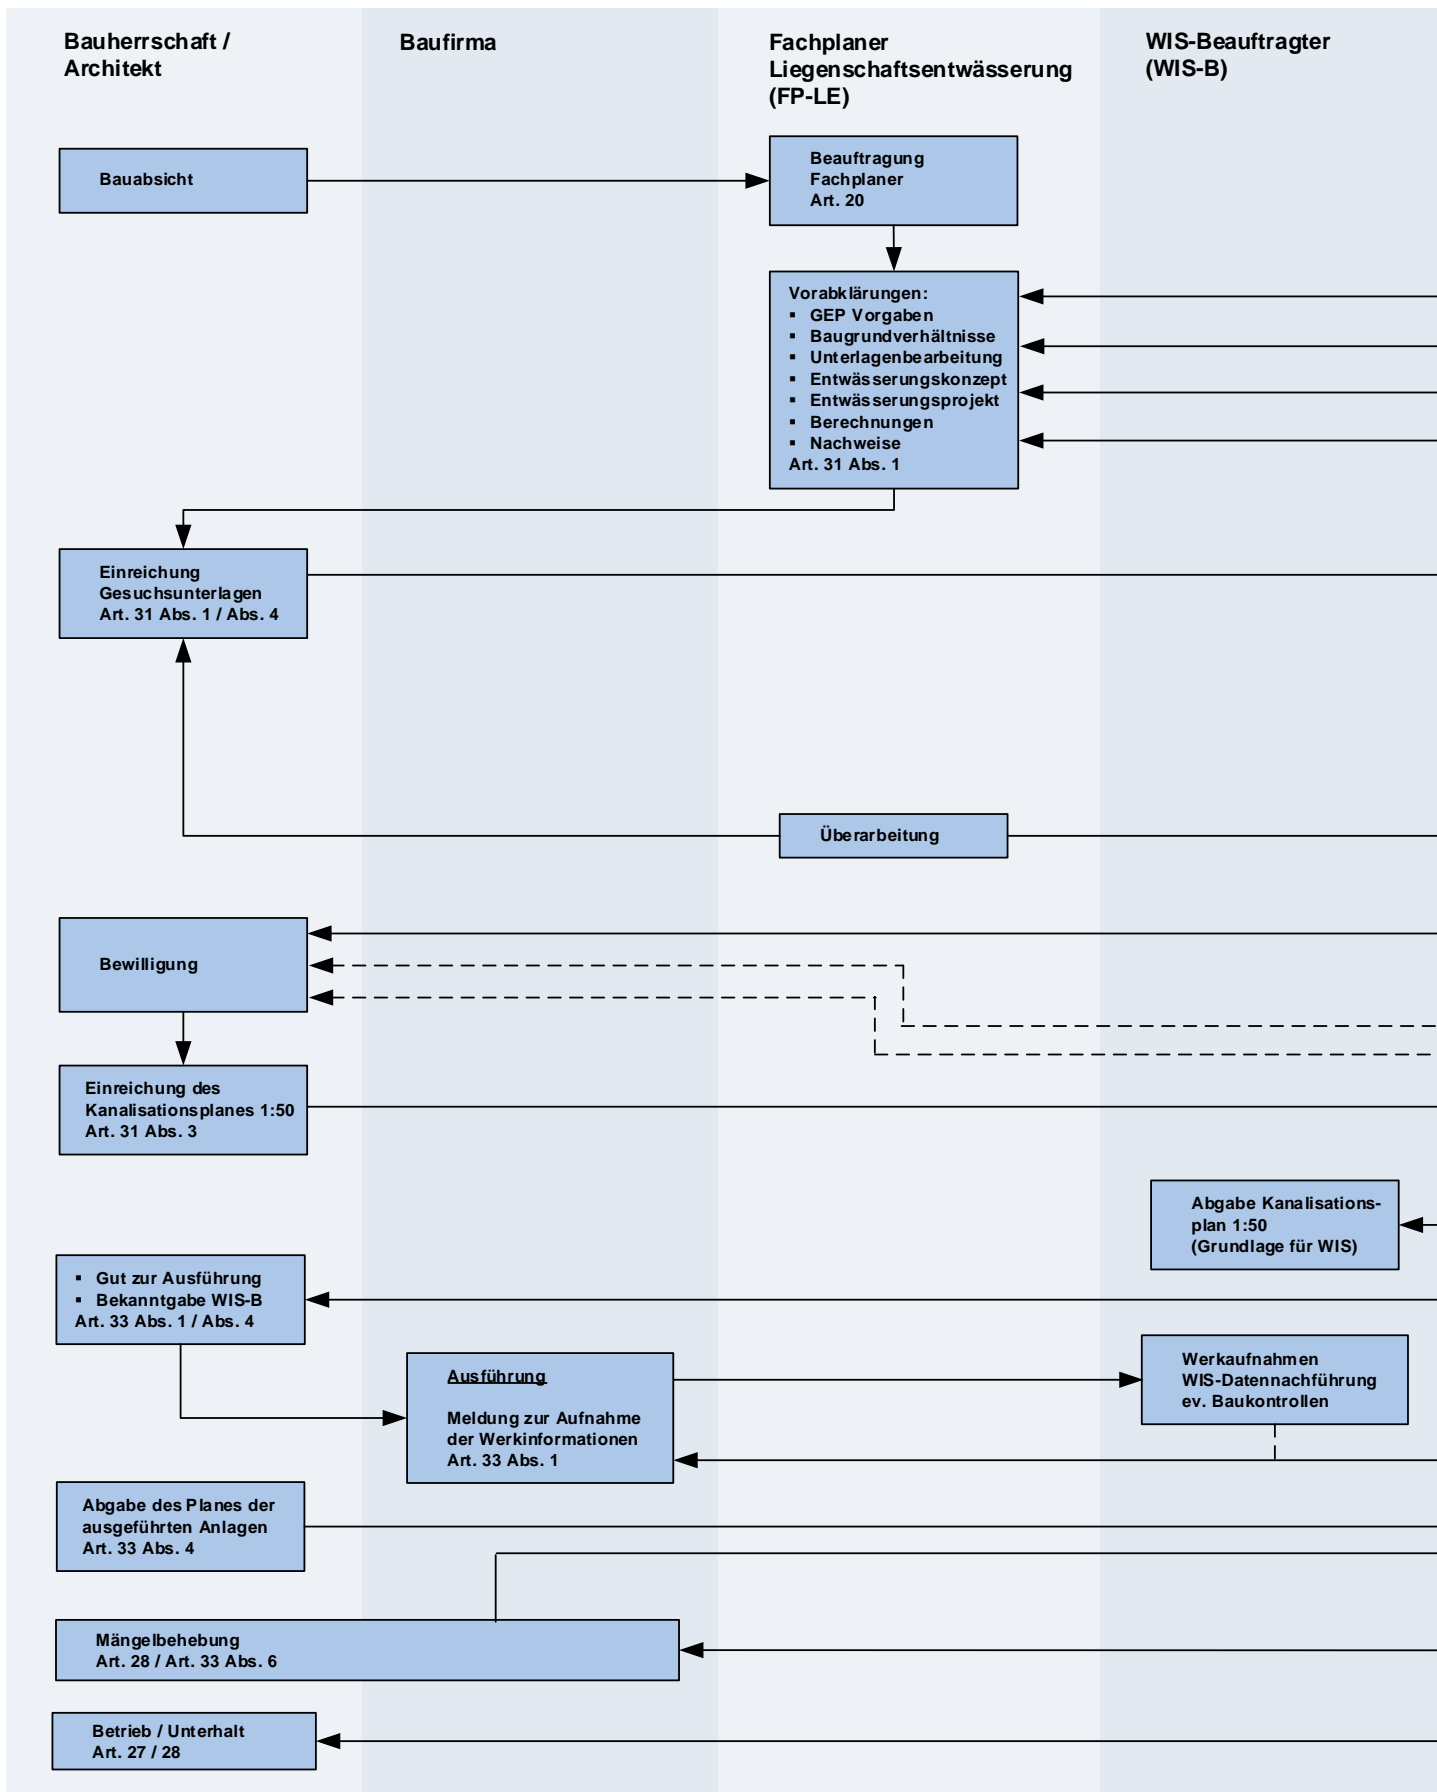 Bauherrschaft /
Architekt
Baufirma
Fachplaner
Liegenschaftsentwässerung
(FP-LE)
WIS-Beauftragter
(WIS-B)
Bauabsicht
Beauftragung
Fachplaner
Art. 20
Vorabklärungen:
▪ GEP Vorgaben
▪ Baugrundverhältnisse
▪ Unterlagenbearbeitung
▪ Entwässerungskonzept
▪ Entwässerungsprojekt
▪ Berechnungen
▪ Nachweise
Art. 31 Abs. 1
Einreichung
Gesuchsunterlagen
Art. 31 Abs. 1 / Abs. 4
Überarbeitung
Bewilligung
Einreichung des
Kanalisationsplanes 1:50
Art. 31 Abs. 3
Abgabe Kanalisations-
plan 1:50
(Grundlage für WIS)
▪ Gut zur Ausführung
▪ Bekanntgabe WIS-B
Art. 33 Abs. 1 / Abs. 4
Ausführung
Meldung zur Aufnahme
der Werkinformationen
Art. 33 Abs. 1
Werkaufnahmen
WIS-Datennachführung
ev. Baukontrollen
Abgabe des Planes der
ausgeführten Anlagen
Art. 33 Abs. 4
Mängelbehebung
Art. 28 / Art. 33 Abs. 6
Betrieb / Unterhalt
Art. 27 / 28